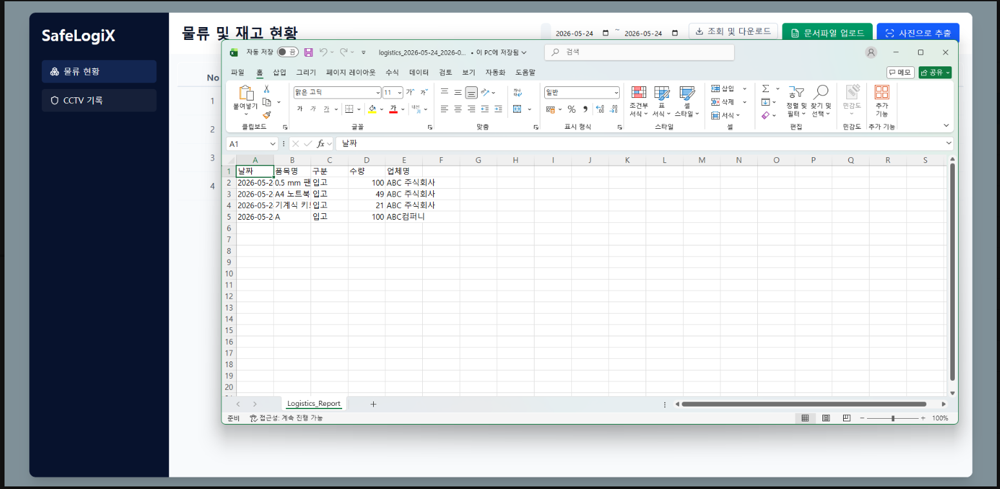 SafeLogiX
물류 현황
CCTV 기록
물류 및 재고 현황
2026-05-24 ~ 2026-05-24
조회 및 다운로드
문서파일 업로드
사진으로 추출
No
1
2
3
4
자동 저장 끔 logistics_2026-05-24_2026-0... • 이 PC에 저장됨
검색
파일 홈 삽입 그리기 페이지 레이아웃 수식 데이터 검토 보기 자동화 도움말
메모 공유
붙여넣기
클립보드
맑은 고딕 11
가 가 가 가
글꼴
맞춤
일반
표시 형식
조건부 서식
표 서식
셀 스타일
스타일
삽입
삭제
서식
셀
정렬 및 필터
찾기 및 선택
편집
민감도
민감도
추가 기능
추가 기능
A1 fx 날짜
A B C D E F G H I J K L M N O P Q R S
1 날짜 품목명 구분 수량 업체명
2 2026-05-2 0.5 mm 팬 입고 100 ABC 주식회사
3 2026-05-2 A4 노트북 입고 49 ABC 주식회사
4 2026-05-2 기계식 키 입고 21 ABC 주식회사
5 2026-05-2 A 입고 100 ABC컴퍼니
6
7
8
9
10
11
12
13
14
15
16
17
18
19
20
Logistics_Report
준비 접근성: 계속 진행 가능 100%